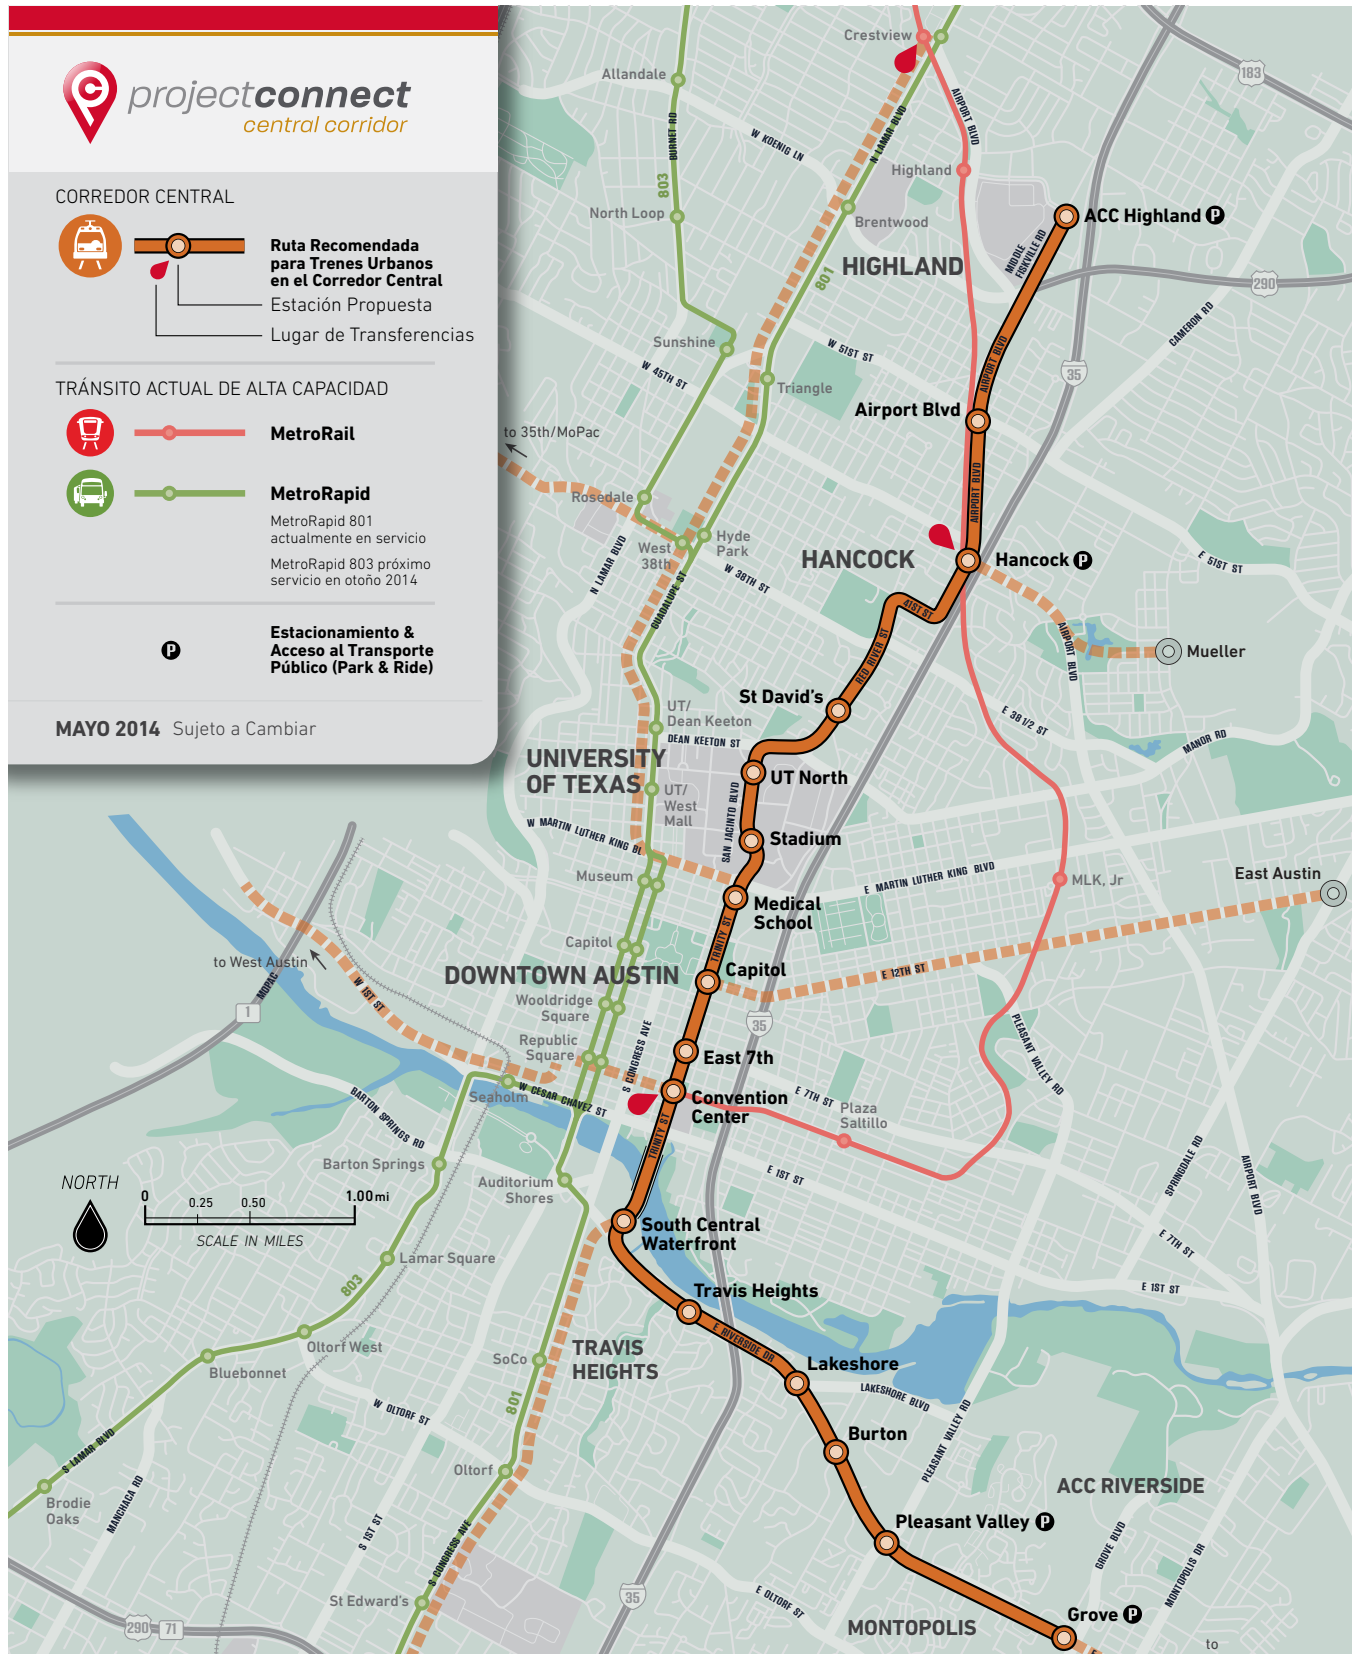 projectconnect
central corridor
CORREDOR CENTRAL
Ruta Recomendada
para Trenes Urbanos
en el Corredor Central
Estación Propuesta
Lugar de Transferencias
TRÁNSITO ACTUAL DE ALTA CAPACIDAD
MetroRail
MetroRapid
MetroRapid 801
actualmente en servicio
MetroRapid 803 próximo
servicio en otoño 2014
P
Estacionamiento &
Acceso al Transporte
Público (Park & Ride)
MAYO 2014 Sujeto a Cambiar
Crestview
Allandale
183
AIRPORT BLVD
BURNET RD
W KOENIG LN
N LAMAR BLVD
Highland
803
North Loop
Brentwood
ACC Highland P
MIDDLE
FISKVILLE RD
HIGHLAND
801
290
CAMERON RD
Sunshine
W 51ST ST
W 45TH ST
AIRPORT BLVD
35
Triangle
Airport Blvd
to 35th/MoPac
AIRPORT BLVD
Rosedale
Hyde
Park
West
38th
N LAMAR BLVD
HANCOCK
Hancock P
E 51ST ST
W 38TH ST
GUADALUPE ST
41ST ST
RED RIVER ST
AIRPORT BLVD
Mueller
St David's
UT/
Dean Keeton
DEAN KEETON ST
E 38 1/2 ST
MANOR RD
UNIVERSITY
OF TEXAS
UT North
UT/
West
Mall
SAN JACINTO BLVD
W MARTIN LUTHER KING BL
Stadium
Museum
E MARTIN LUTHER KING BLVD
MLK, Jr
East Austin
Medical
School
TRINITY ST
Capitol
to West Austin
MOPAC
W 1ST ST
DOWNTOWN AUSTIN
Capitol
E 12TH ST
Wooldridge
Square
1
35
Republic
Square
S CONGRESS AVE
East 7th
PLEASANT VALLEY RD
Seaholm
W CESAR CHAVEZ ST
Convention
Center
E 7TH ST
Plaza
Saltillo
BARTON SPRINGS RD
TRINITY ST
Barton Springs
E 1ST ST
SPRINGDALE RD
AIRPORT BLVD
NORTH
0
0.25
0.50
1.00 mi
SCALE IN MILES
Auditorium
Shores
South Central
Waterfront
E 7TH ST
Lamar Square
803
E 1ST ST
Travis Heights
Oltorf West
E RIVERSIDE DR
Bluebonnet
SoCo
TRAVIS
HEIGHTS
Lakeshore
LAKESHORE BLVD
W OLTORF ST
801
PLEASANT VALLEY RD
S LAMAR BLVD
Burton
Oltorf
ACC RIVERSIDE
Brodie
Oaks
MANCHACA RD
Pleasant Valley P
S 1ST ST
S CONGRESS AVE
GROVE BLVD
MONTOPOLIS DR
St Edward's
35
E OLTORF ST
290
71
MONTOPOLIS
Grove P
to